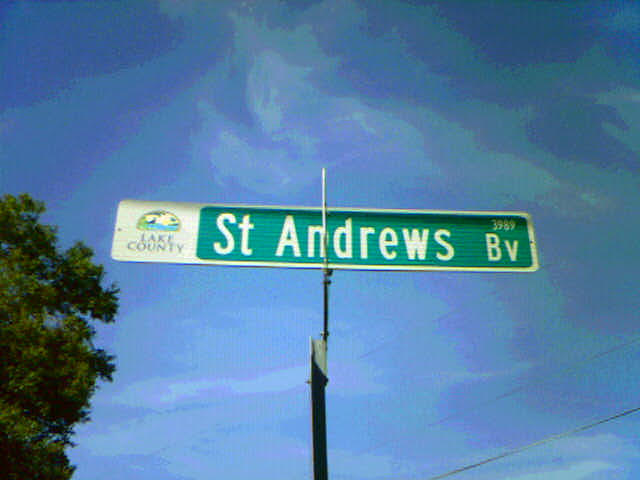 LAKE
COUNTY
St Andrews Bv
3989